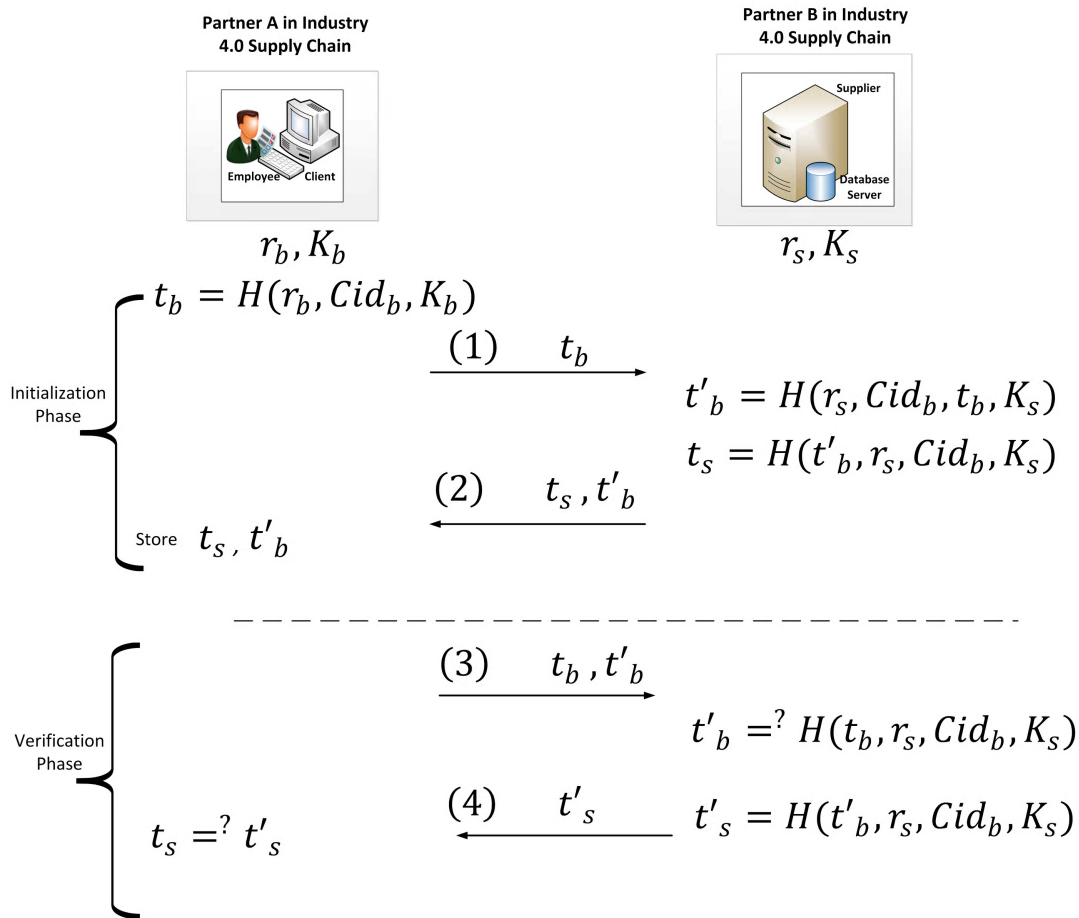 Partner A in Industry
4.0 Supply Chain
Partner B in Industry
4.0 Supply Chain
Employee
Client
Supplier
Database
Server
r_b, K_b
r_s, K_s
t_b = H(r_b, Cid_b, K_b)
(1) t_b
Initialization
Phase
t'_b = H(r_s, Cid_b, t_b, K_s)
t_s = H(t'_b, r_s, Cid_b, K_s)
(2) t_s , t'_b
Store t_s , t'_b
(3) t_b , t'_b
Verification
Phase
t'_b =? H(t_b, r_s, Cid_b, K_s)
(4) t'_s
t'_s = H(t'_b, r_s, Cid_b, K_s)
t_s =? t'_s